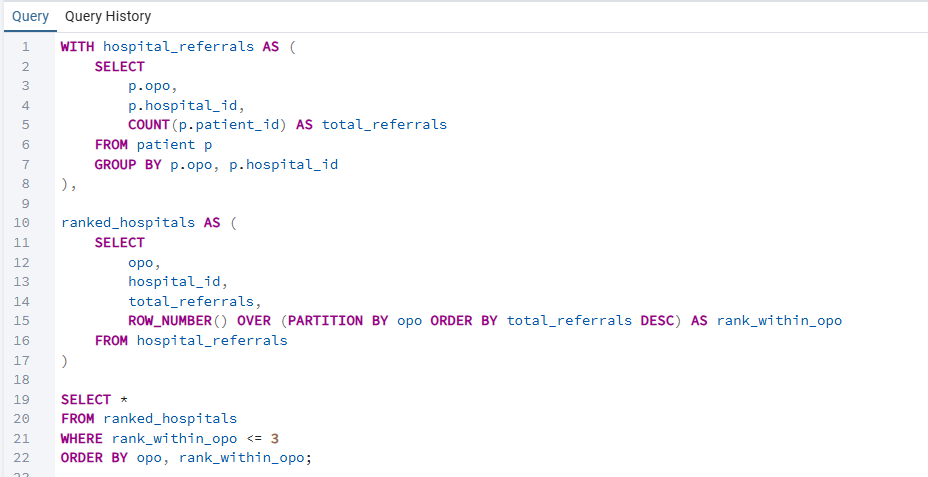 Query Query History
1 WITH hospital_referrals AS (
2     SELECT
3         p.opo,
4         p.hospital_id,
5         COUNT(p.patient_id) AS total_referrals
6     FROM patient p
7     GROUP BY p.opo, p.hospital_id
8 ),
9
10 ranked_hospitals AS (
11     SELECT
12         opo,
13         hospital_id,
14         total_referrals,
15         ROW_NUMBER() OVER (PARTITION BY opo ORDER BY total_referrals DESC) AS rank_within_opo
16     FROM hospital_referrals
17 )
18
19 SELECT *
20 FROM ranked_hospitals
21 WHERE rank_within_opo <= 3
22 ORDER BY opo, rank_within_opo;
23